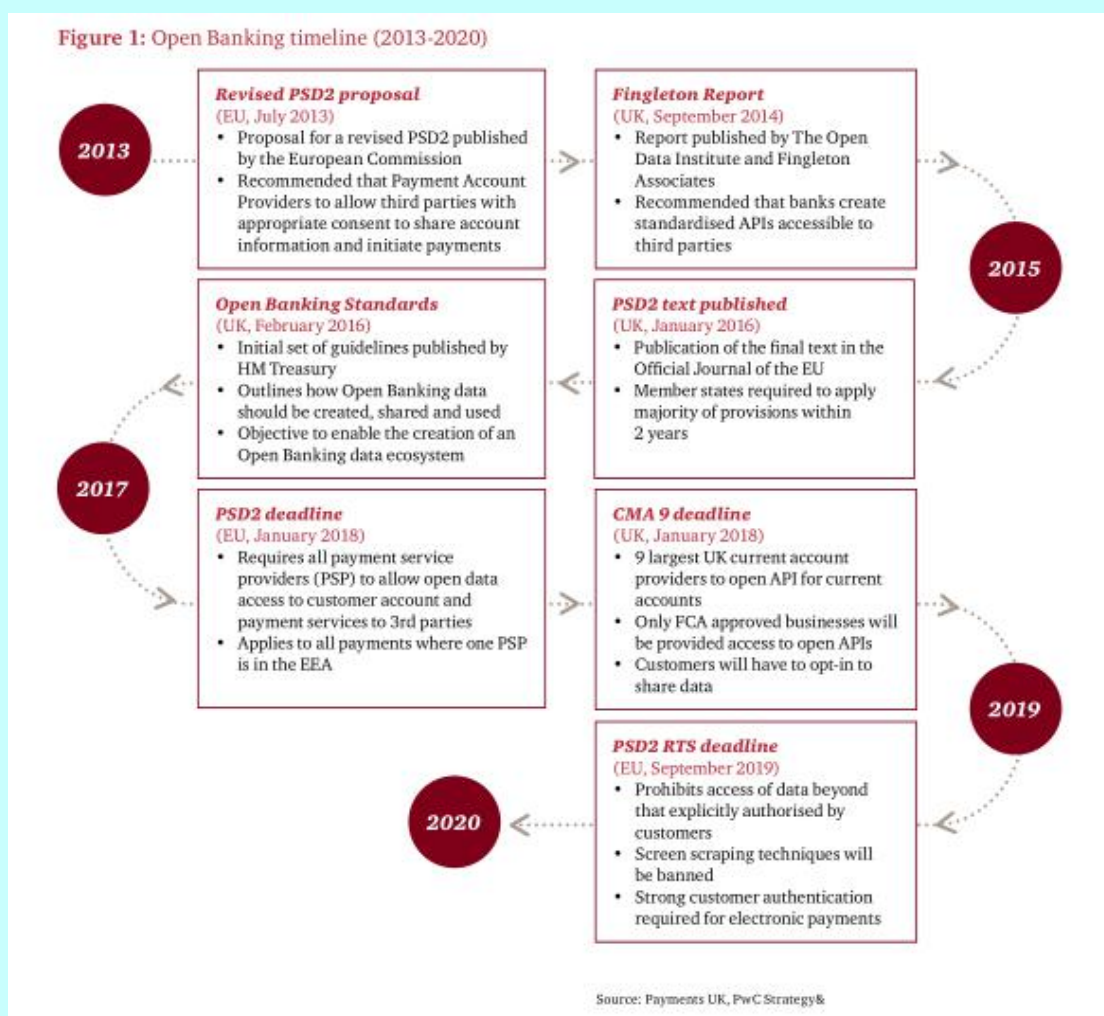 Figure 1: Open Banking timeline (2013-2020)
2013
Revised PSD2 proposal
(EU, July 2013)
• Proposal for a revised PSD2 published
by the European Commission
• Recommended that Payment Account
Providers to allow third parties with
appropriate consent to share account
information and initiate payments
Fingleton Report
(UK, September 2014)
• Report published by The Open
Data Institute and Fingleton
Associates
• Recommended that banks create
standardised APIs accessible to
third parties
2015
PSD2 text published
(UK, January 2016)
• Publication of the final text in the
Official Journal of the EU
• Member states required to apply
majority of provisions within
2 years
Open Banking Standards
(UK, February 2016)
• Initial set of guidelines published by
HM Treasury
• Outlines how Open Banking data
should be created, shared and used
• Objective to enable the creation of an
Open Banking data ecosystem
2017
PSD2 deadline
(EU, January 2018)
• Requires all payment service
providers (PSP) to allow open data
access to customer account and
payment services to 3rd parties
• Applies to all payments where one PSP
is in the EEA
CMA 9 deadline
(UK, January 2018)
• 9 largest UK current account
providers to open API for current
accounts
• Only FCA approved businesses will
be provided access to open APIs
• Customers will have to opt-in to
share data
2019
PSD2 RTS deadline
(EU, September 2019)
• Prohibits access of data beyond
that explicitly authorised by
customers
• Screen scraping techniques will
be banned
• Strong customer authentication
required for electronic payments
2020
Source: Payments UK, PwC Strategy&